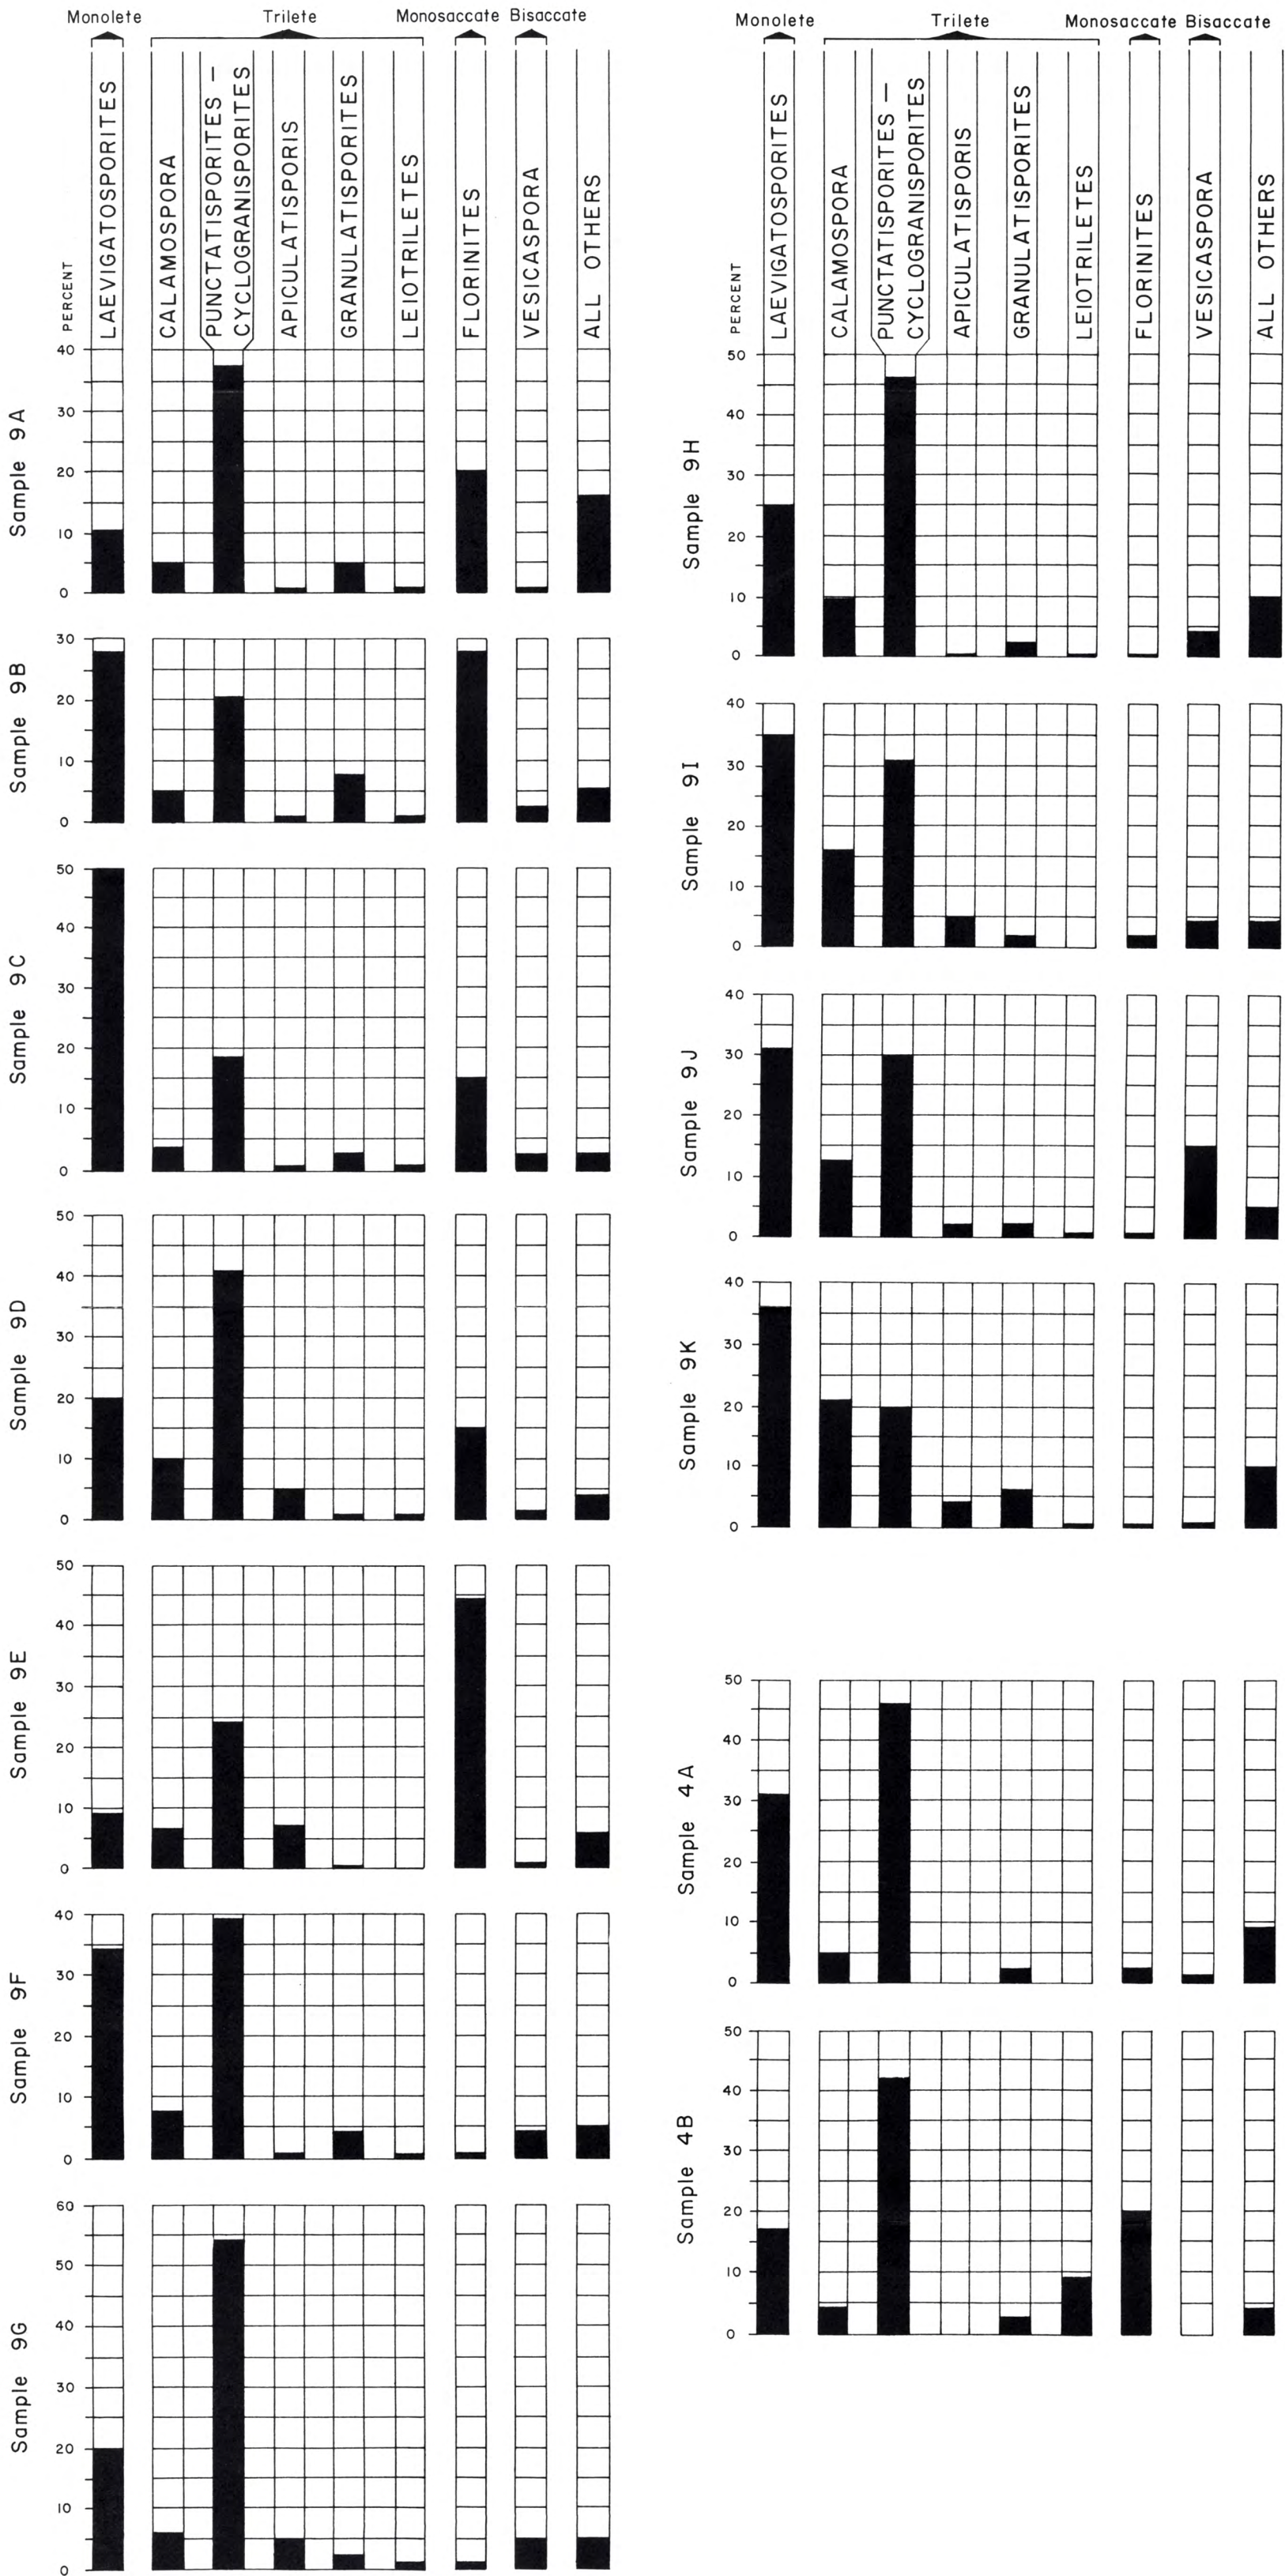 Monolete Trilete Monosaccate Bisaccate
LAEVIGATOSPORITES
CALAMOSPORA
PUNCTATISPORITES —
CYCLOGRANISPORITES
APICULATISPORIS
GRANULATISPORITES
LEIOTRILETES
FLORINITES
VESICASPORA
ALL OTHERS
PERCENT
Sample 9A
40
30
20
10
0
Sample 9B
30
20
10
0
Sample 9C
50
40
30
20
10
0
Sample 9D
50
40
30
20
10
0
Sample 9E
50
40
30
20
10
0
Sample 9F
40
30
20
10
0
Sample 9G
60
50
40
30
20
10
0
Monolete Trilete Monosaccate Bisaccate
LAEVIGATOSPORITES
CALAMOSPORA
PUNCTATISPORITES —
CYCLOGRANISPORITES
APICULATISPORIS
GRANULATISPORITES
LEIOTRILETES
FLORINITES
VESICASPORA
ALL OTHERS
PERCENT
Sample 9H
50
40
30
20
10
0
Sample 9I
40
30
20
10
0
Sample 9J
40
30
20
10
0
Sample 9K
40
30
20
10
0
Sample 4A
50
40
30
20
10
0
Sample 4B
50
40
30
20
10
0